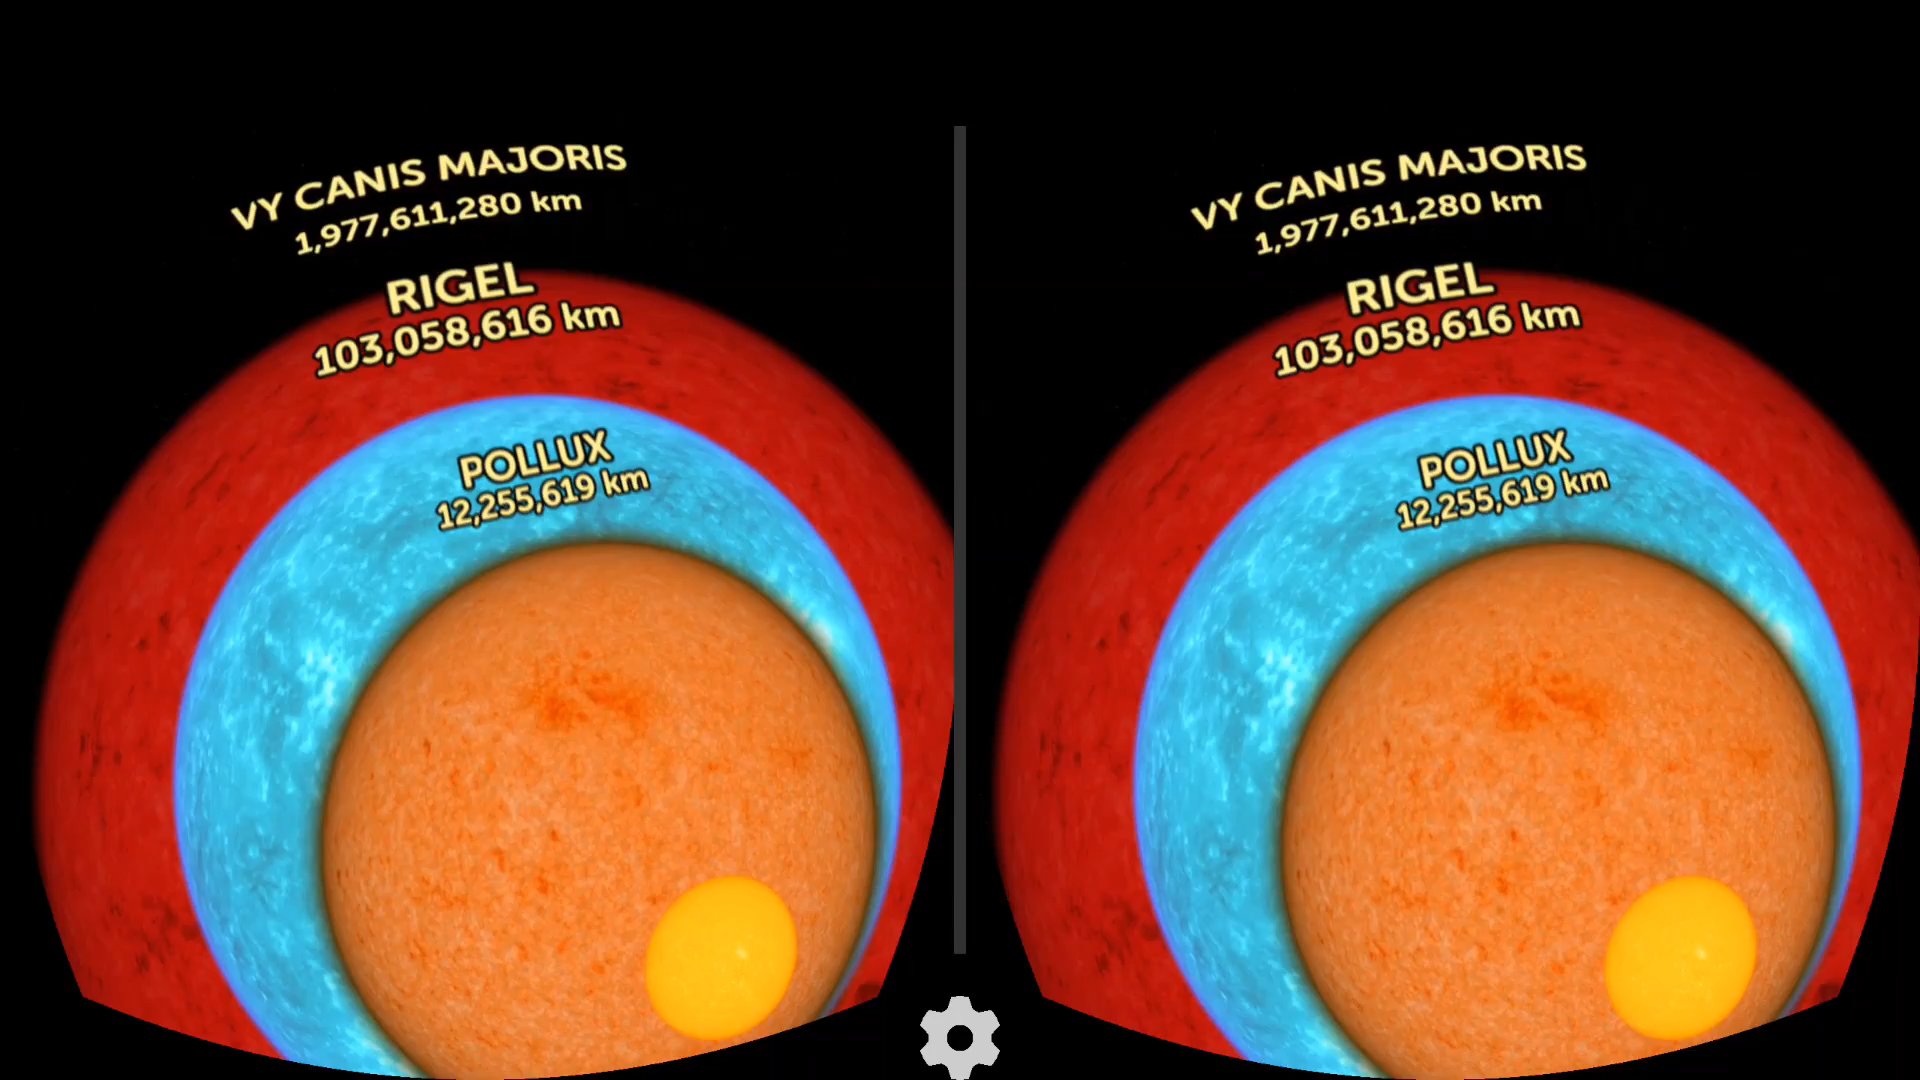 VY CANIS MAJORIS
1,977,611,280 km
RIGEL
103,058,616 km
POLLUX
12,255,619 km
VY CANIS MAJORIS
1,977,611,280 km
RIGEL
103,058,616 km
POLLUX
12,255,619 km